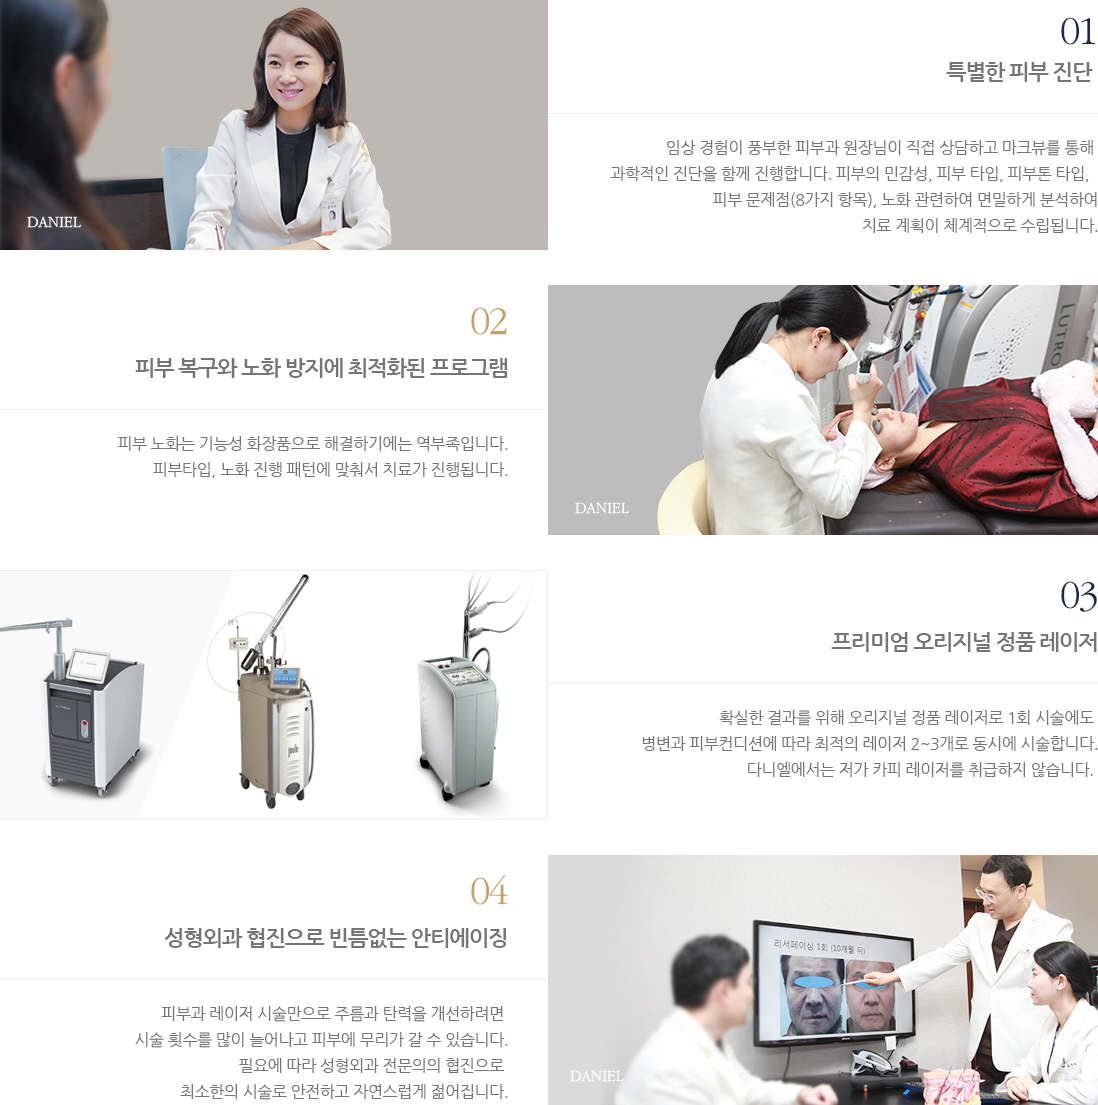 01
특별한 피부 진단
임상 경험이 풍부한 피부과 원장님이 직접 상담하고 마크뷰를 통해
과학적인 진단을 함께 진행합니다. 피부의 민감성, 피부 타입, 피부톤 타입,
피부 문제점(8가지 항목), 노화 관련하여 면밀하게 분석하여
치료 계획이 체계적으로 수립됩니다.
DANIEL
02
피부 복구와 노화 방지에 최적화된 프로그램
피부 노화는 기능성 화장품으로 해결하기에는 역부족입니다.
피부타입, 노화 진행 패턴에 맞춰서 치료가 진행됩니다.
LUTRO
DANIEL
03
프리미엄 오리지널 정품 레이저
확실한 결과를 위해 오리지널 정품 레이저로 1회 시술에도
병변과 피부컨디션에 따라 최적의 레이저 2~3개로 동시에 시술합니다.
다니엘에서는 저가 카피 레이저를 취급하지 않습니다.
joule
04
성형외과 협진으로 빈틈없는 안티에이징
피부과 레이저 시술만으로 주름과 탄력을 개선하려면
시술 횟수를 많이 늘어나고 피부에 무리가 갈 수 있습니다.
필요에 따라 성형외과 전문의의 협진으로
최소한의 시술로 안전하고 자연스럽게 젊어집니다.
리서페이싱 1회 (10개월 뒤)
DANIEL